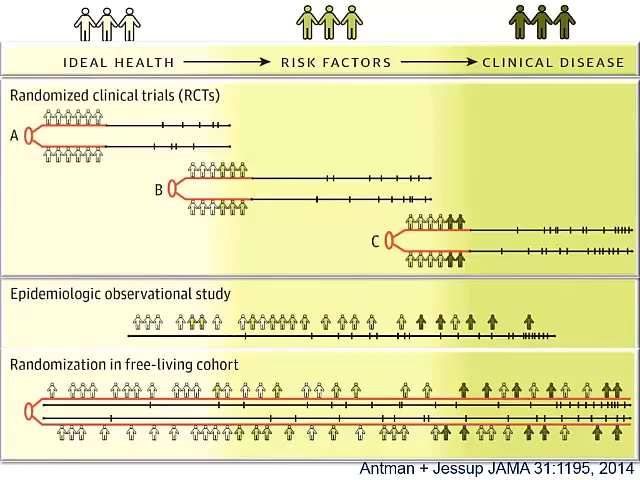 IDEAL HEALTH RISK FACTORS CLINICAL DISEASE
Randomized clinical trials (RCTs)
A
B
C
Epidemiologic observational study
Randomization in free-living cohort
Antman + Jessup JAMA 31:1195, 2014